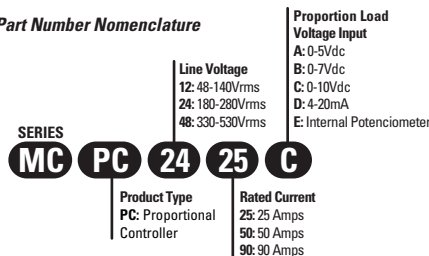 Part Number Nomenclature
Proportion Load
Voltage Input
A: 0-5Vdc
B: 0-7Vdc
C: 0-10Vdc
D: 4-20mA
E: Internal Potenciometer
Line Voltage
12: 48-140Vrms
24: 180-280Vrms
48: 330-530Vrms
SERIES
MC PC 24 25 C
Product Type
PC: Proportional
Controller
Rated Current
25: 25 Amps
50: 50 Amps
90: 90 Amps